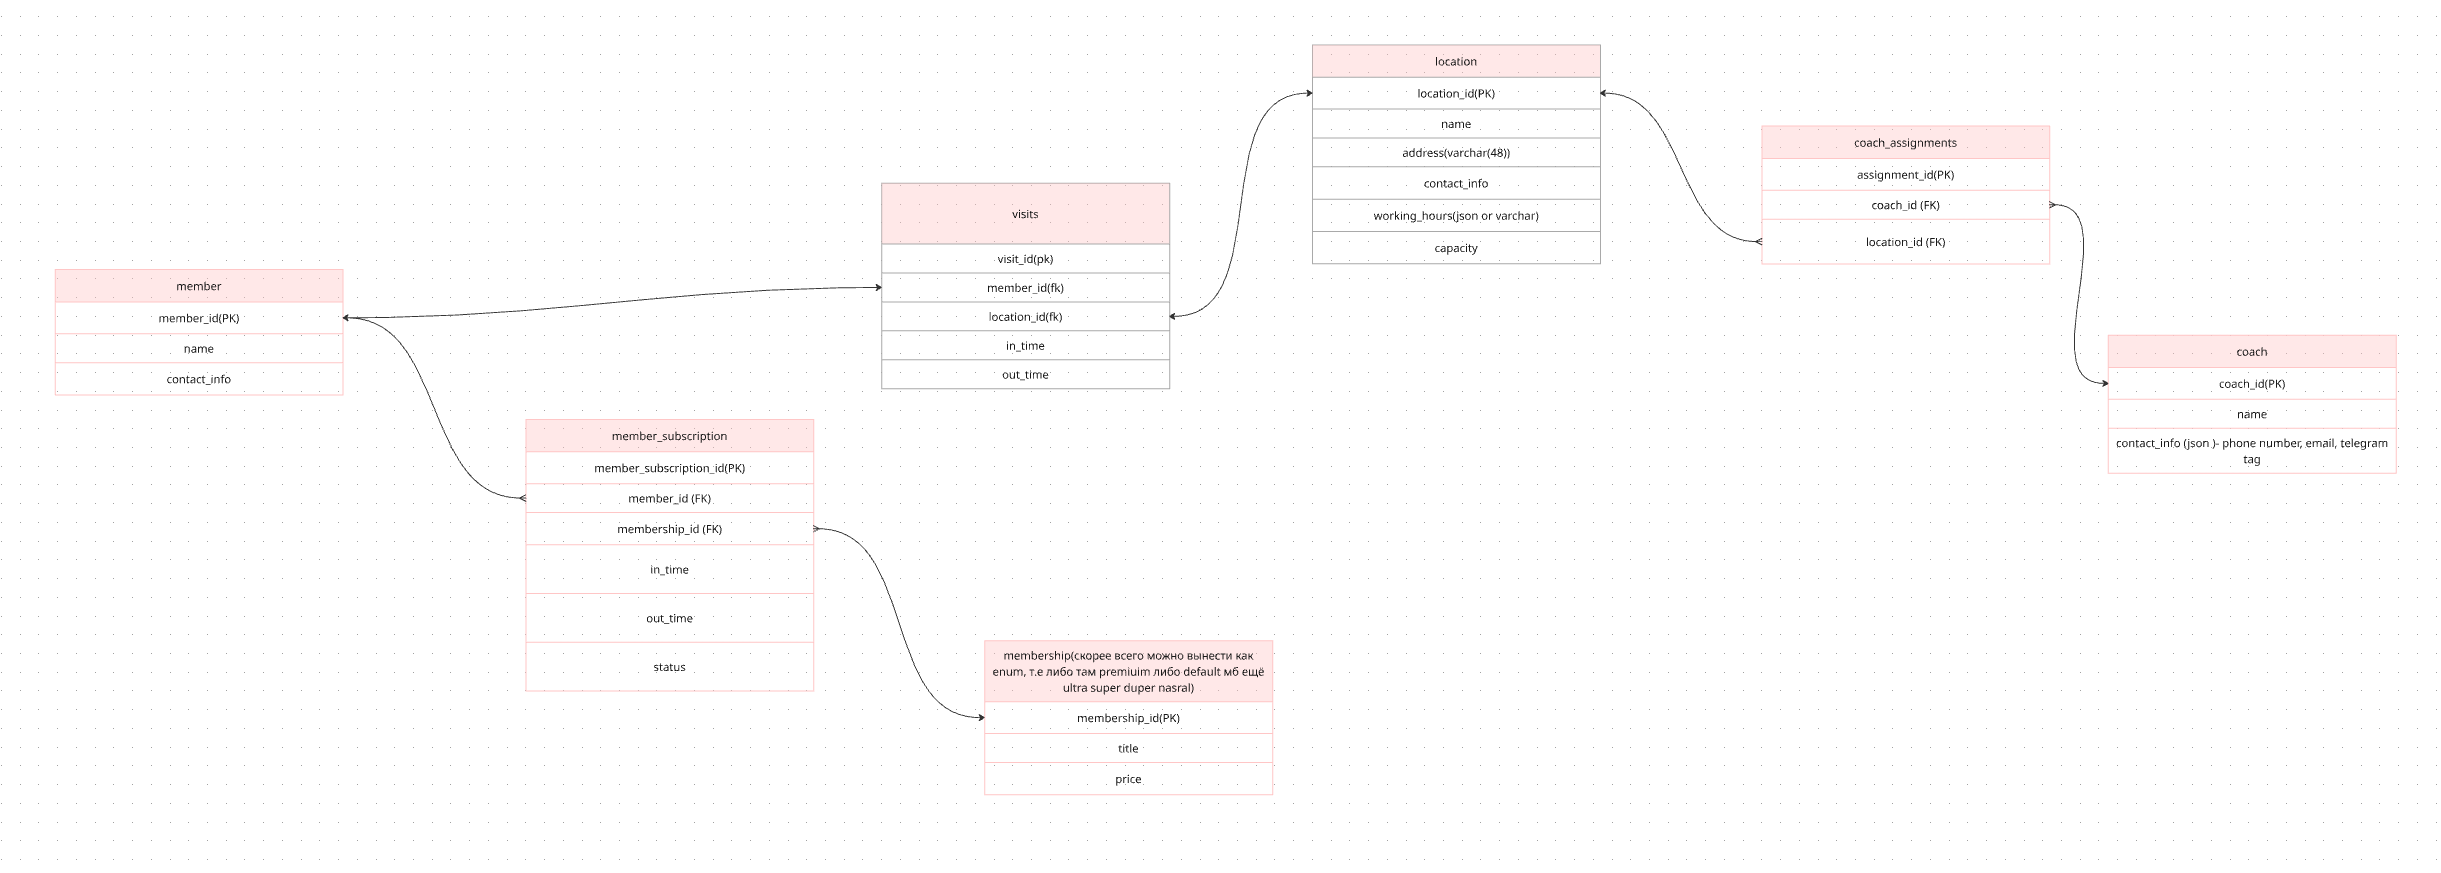 location
location_id(PK)
name
address(varchar(48))
contact_info
working_hours(json or varchar)
capacity
coach_assignments
assignment_id(PK)
coach_id (FK)
location_id (FK)
visits
visit_id(pk)
member_id(fk)
location_id(fk)
in_time
out_time
member
member_id(PK)
name
contact_info
coach
coach_id(PK)
name
contact_info (json )- phone number, email, telegram
tag
member_subscription
member_subscription_id(PK)
member_id (FK)
membership_id (FK)
in_time
out_time
status
membership(скорее всего можно вынести как
enum, т.е либо там premiuim либо default мб ещё
ultra super duper nasral)
membership_id(PK)
title
price